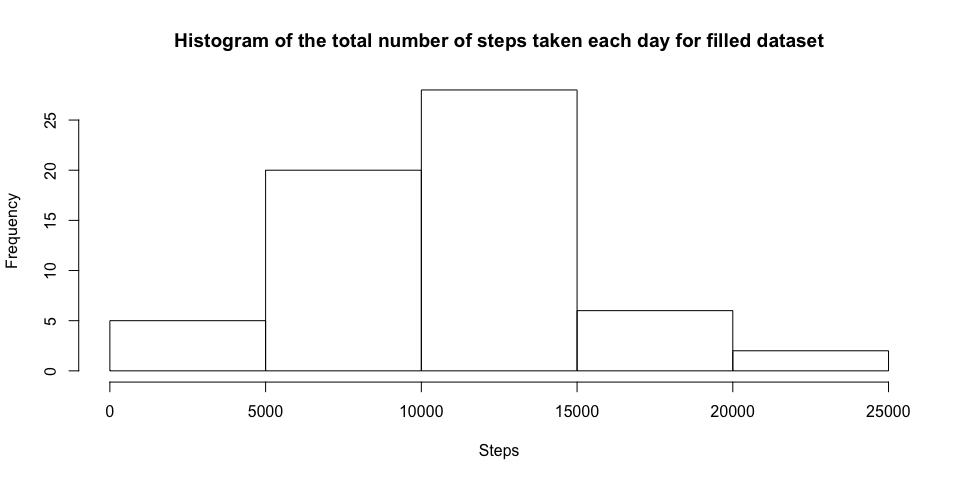 Histogram of the total number of steps taken each day for filled dataset
Frequency
25
20
15
10
5
0
0 5000 10000 15000 20000 25000
Steps